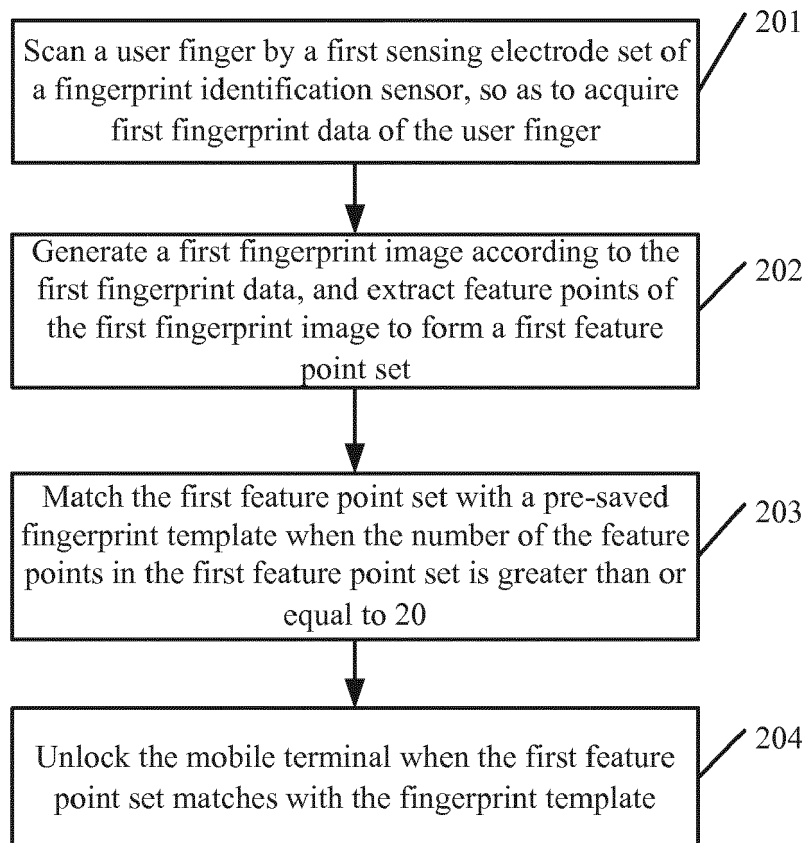 Scan a user finger by a first sensing electrode set of
a fingerprint identification sensor, so as to acquire
first fingerprint data of the user finger
201
Generate a first fingerprint image according to the
first fingerprint data, and extract feature points of
the first fingerprint image to form a first feature
point set
202
Match the first feature point set with a pre-saved
fingerprint template when the number of the feature
points in the first feature point set is greater than or
equal to 20
203
Unlock the mobile terminal when the first feature
point set matches with the fingerprint template
204